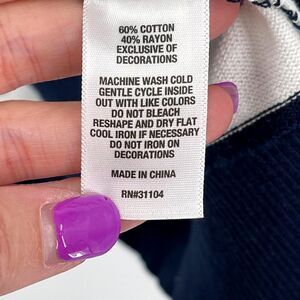 60% COTTON
40% RAYON
EXCLUSIVE OF
DECORATIONS
MACHINE WASH COLD
GENTLE CYCLE INSIDE
OUT WITH LIKE COLORS
DO NOT BLEACH
RESHAPE AND DRY FLAT
COOL IRON IF NECESSARY
DO NOT IRON ON
DECORATIONS
MADE IN CHINA
RN#31104